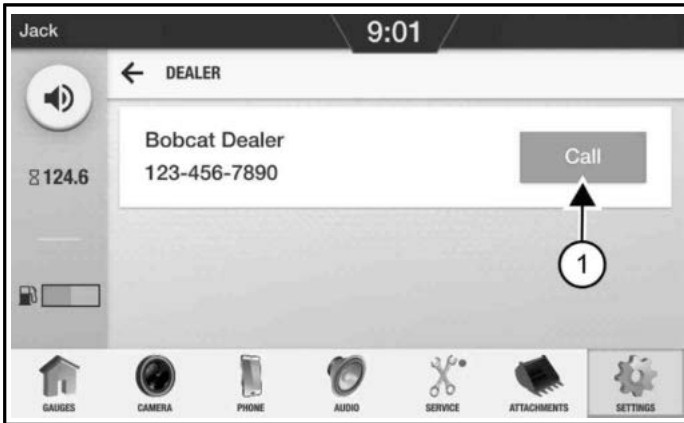 Jack
9:01
← DEALER
Bobcat Dealer
123-456-7890
Call
124.6
1
GAUGES
CAMERA
PHONE
AUDIO
SERVICE
ATTACHMENTS
SETTINGS